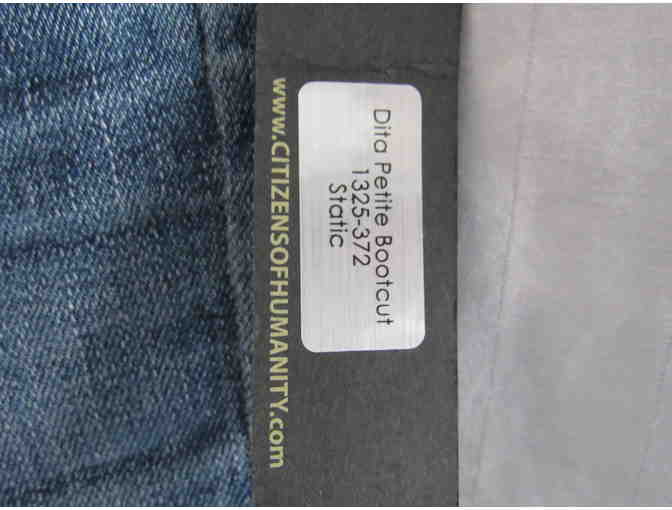 Dita Petite Bootcut
1325-372
Static
www.CITIZENSOFHUMANITY.com